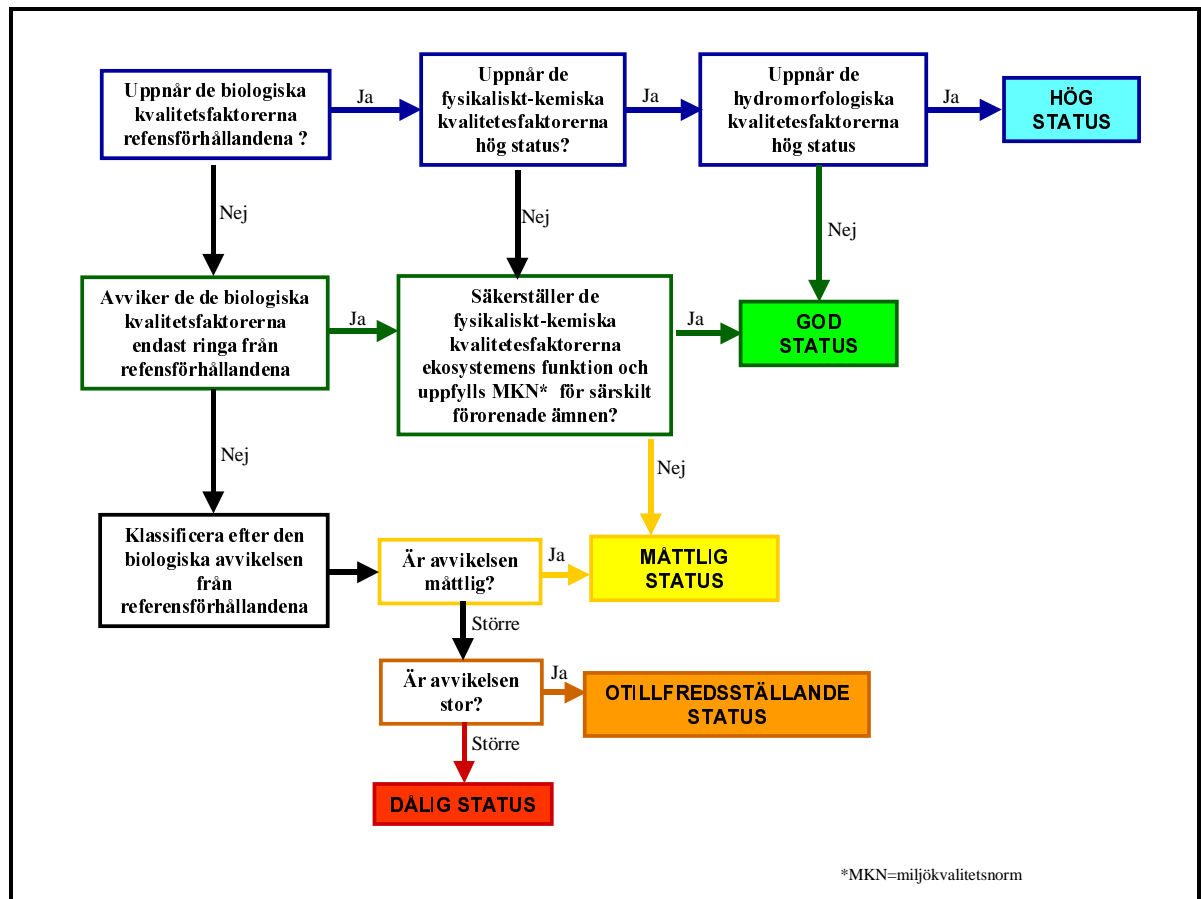 Uppnår de biologiska
kvalitetsfaktorerna
refensförhållandena ?
Ja
Uppnår de
fysikaliskt-kemiska
kvalitetesfaktorerna
hög status?
Ja
Uppnår de
hydromorfologiska
kvalitetesfaktorerna
hög status
Ja
HÖG
STATUS
Nej
Nej
Nej
Avviker de de biologiska
kvalitetsfaktorerna
endast ringa från
refensförhållandena
Ja
Säkerställer de
fysikaliskt-kemiska
kvalitetesfaktorerna
ekosystemens funktion och
uppfylls MKN* för särskilt
förorenade ämnen?
Ja
GOD
STATUS
Nej
Nej
Klassificera efter den
biologiska avvikelsen
från
referensförhållandena
Är avvikelsen
måttlig?
Ja
MÅTTLIG
STATUS
Större
Är avvikelsen
stor?
Ja
OTILLFREDSSTÄLLANDE
STATUS
Större
DÅLIG STATUS
*MKN=miljökvalitetsnorm